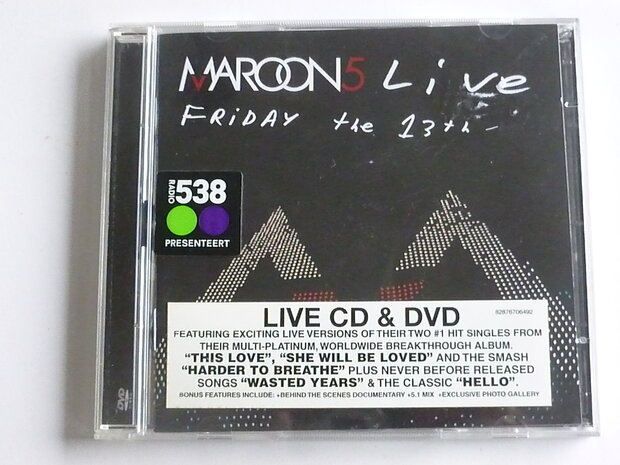 MAROON5 Live
FRiDAY the 13th-
RADIO 538
PRESENTEERT
LIVE CD & DVD
82876706492
FEATURING EXCITING LIVE VERSIONS OF THEIR TWO #1 HIT SINGLES FROM
THEIR MULTI-PLATINUM, WORLDWIDE BREAKTHROUGH ALBUM.
“THIS LOVE”, “SHE WILL BE LOVED” AND THE SMASH
“HARDER TO BREATHE” PLUS NEVER BEFORE RELEASED
SONGS “WASTED YEARS” & THE CLASSIC “HELLO”.
BONUS FEATURES INCLUDE: •BEHIND THE SCENES DOCUMENTARY •5.1 MIX •EXCLUSIVE PHOTO GALLERY
DVD